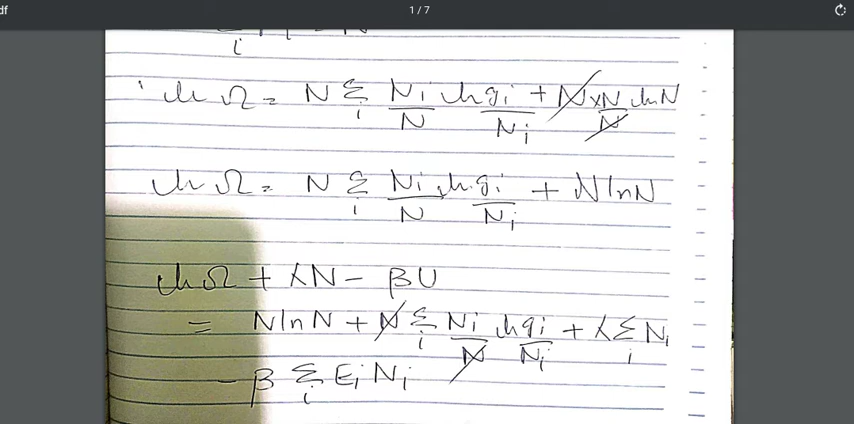 df
1 / 7
i
ln Ω = N Σ_i N_i/N ln g_i/N_i + N×N/N ln N
ln Ω = N Σ_i N_i/N ln g_i/N_i + N ln N
ln Ω + λN - βU
= N ln N + N Σ_i N_i/N ln g_i/N_i + λ Σ_i N_i
- β Σ_i E_i N_i